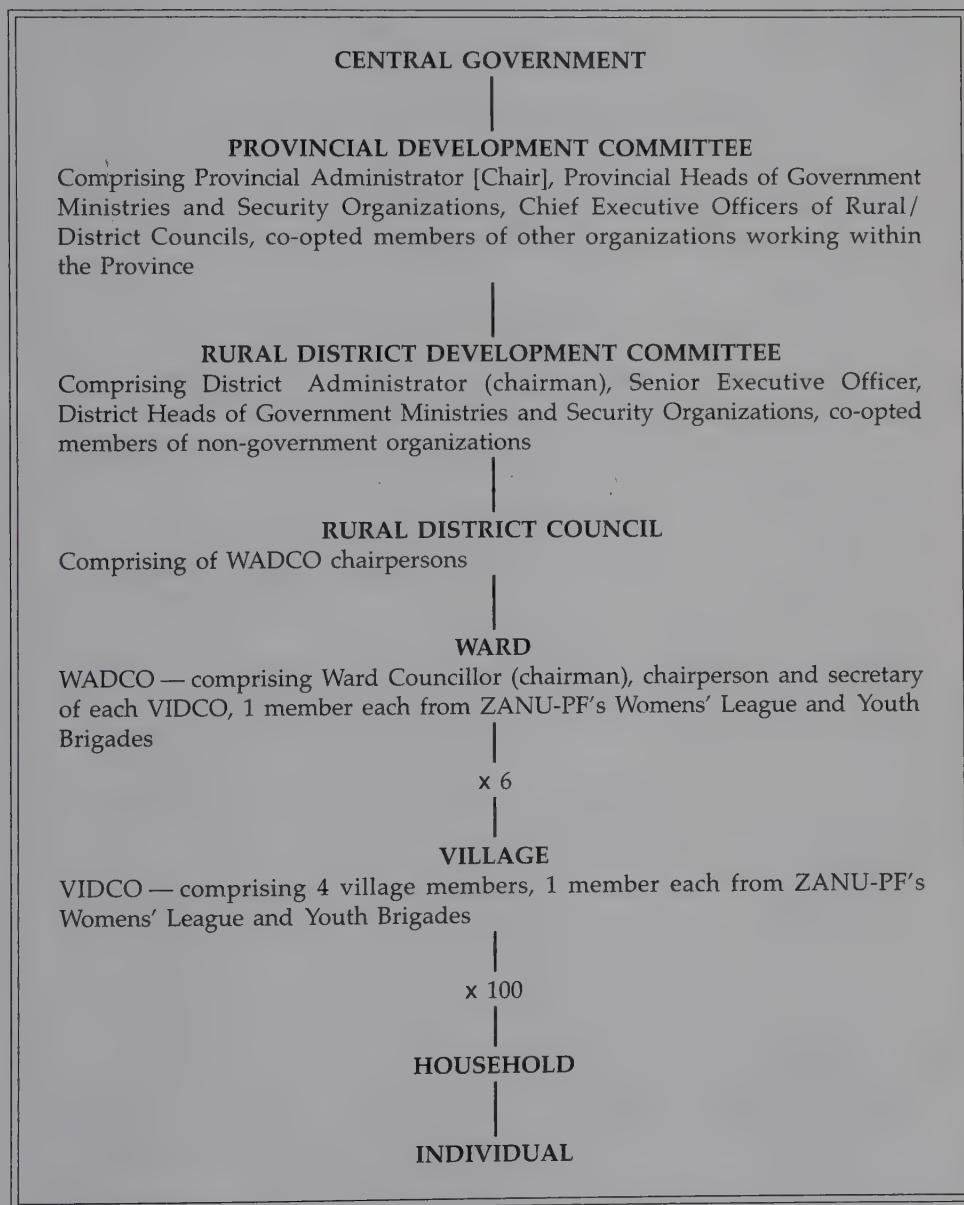 CENTRAL GOVERNMENT
PROVINCIAL DEVELOPMENT COMMITTEE
Comprising Provincial Administrator [Chair], Provincial Heads of Government
Ministries and Security Organizations, Chief Executive Officers of Rural/
District Councils, co-opted members of other organizations working within
the Province
RURAL DISTRICT DEVELOPMENT COMMITTEE
Comprising District Administrator (chairman), Senior Executive Officer,
District Heads of Government Ministries and Security Organizations, co-opted
members of non-government organizations
RURAL DISTRICT COUNCIL
Comprising of WADCO chairpersons
WARD
WADCO — comprising Ward Councillor (chairman), chairperson and secretary
of each VIDCO, 1 member each from ZANU-PF's Womens' League and Youth
Brigades
x 6
VILLAGE
VIDCO — comprising 4 village members, 1 member each from ZANU-PF's
Womens' League and Youth Brigades
x 100
HOUSEHOLD
INDIVIDUAL